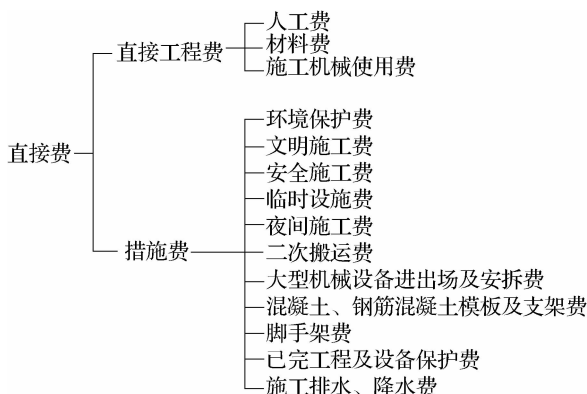 直接费
直接工程费
人工费
材料费
施工机械使用费
措施费
环境保护费
文明施工费
安全施工费
临时设施费
夜间施工费
二次搬运费
大型机械设备进出场及安拆费
混凝土、钢筋混凝土模板及支架费
脚手架费
已完工程及设备保护费
施工排水、降水费